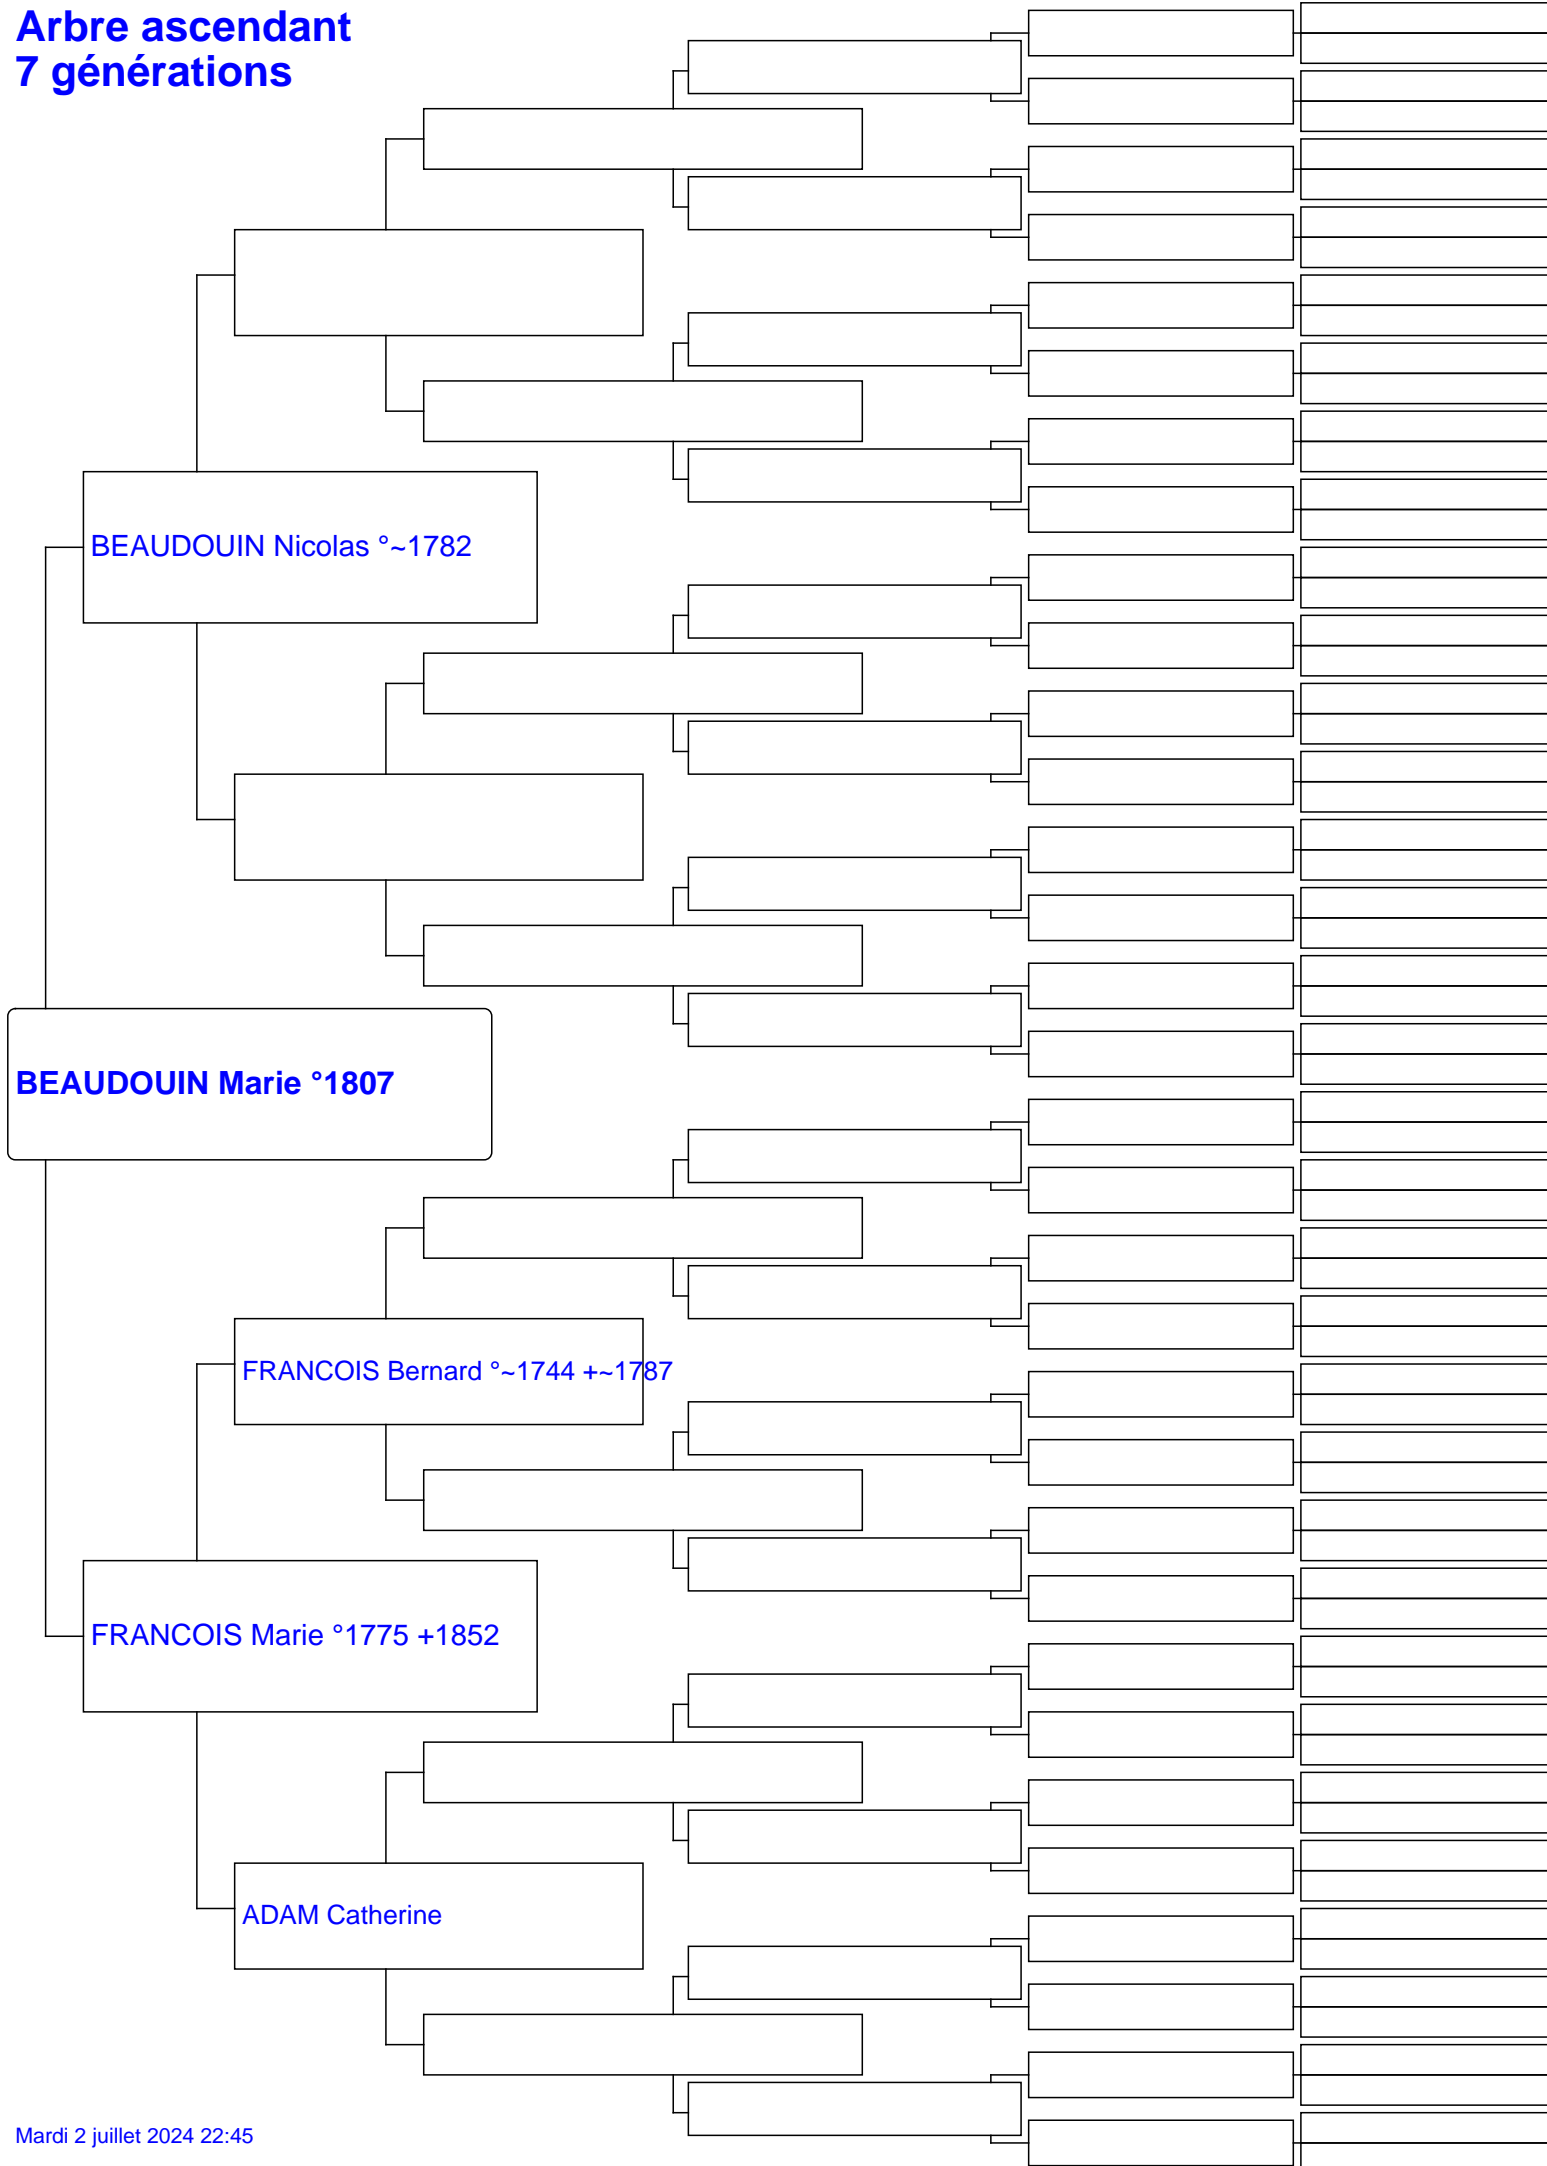 Arbre ascendant
7 générations
BEAUDOUIN Nicolas °~1782
BEAUDOUIN Marie °1807
FRANCOIS Bernard °~1744 +~1787
FRANCOIS Marie °1775 +1852
ADAM Catherine
Mardi 2 juillet 2024 22:45